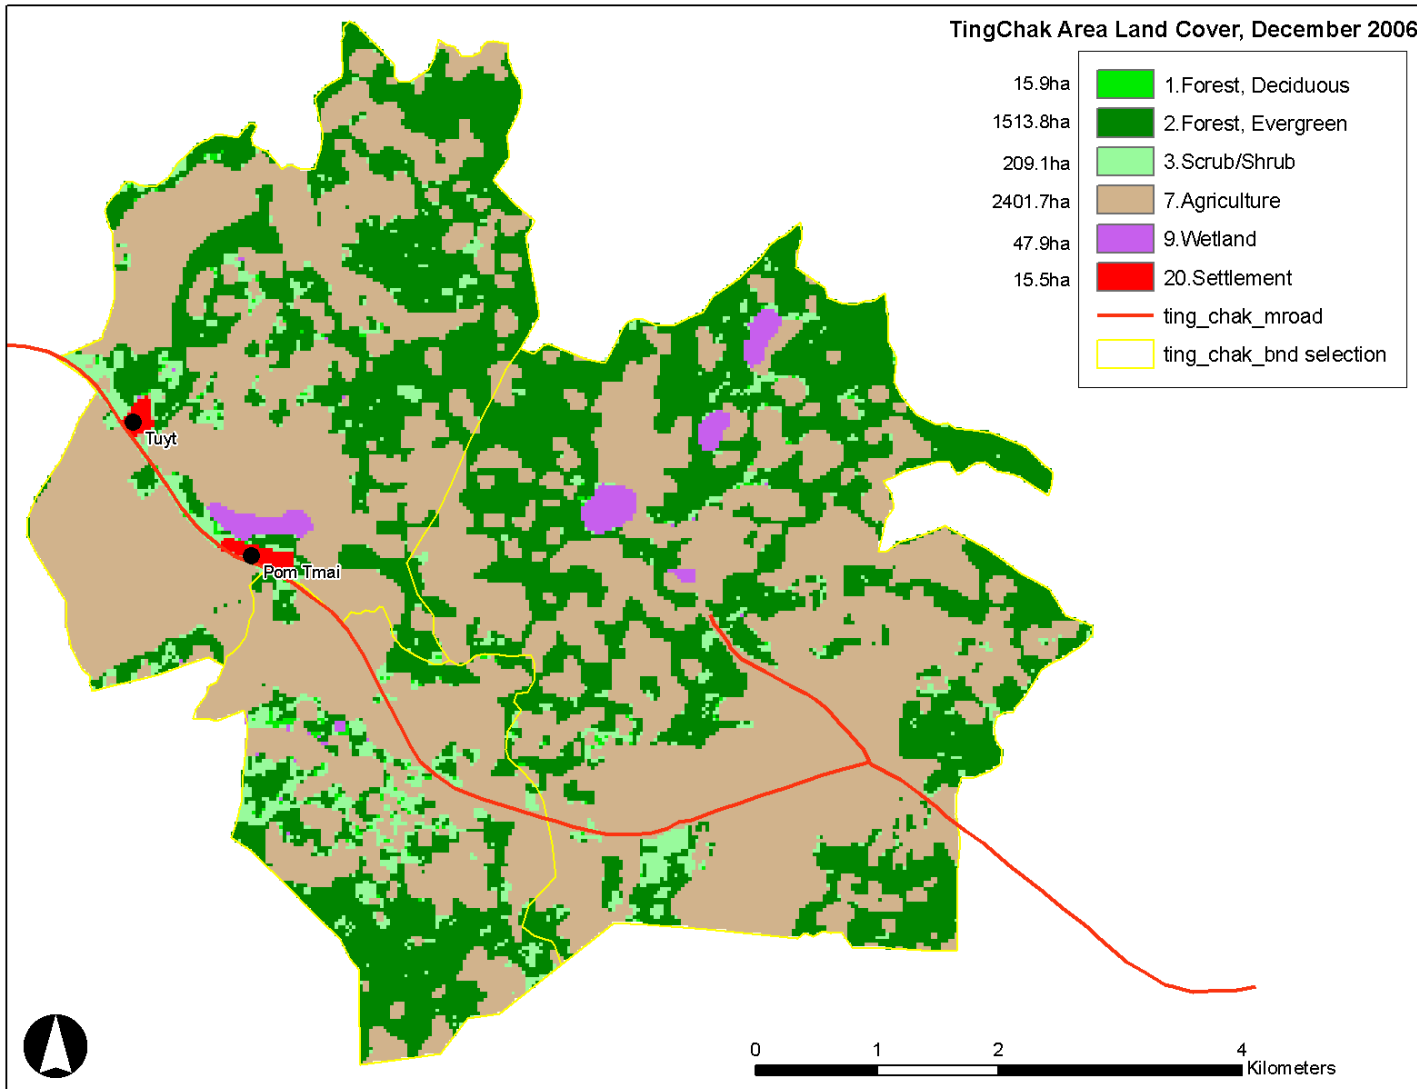 TingChak Area Land Cover, December 2006
15.9ha 1.Forest, Deciduous
1513.8ha 2.Forest, Evergreen
209.1ha 3.Scrub/Shrub
2401.7ha 7.Agriculture
47.9ha 9.Wetland
15.5ha 20.Settlement
ting_chak_mroad
ting_chak_bnd selection
Tuyt
Pom Tmai
0 1 2 4
Kilometers